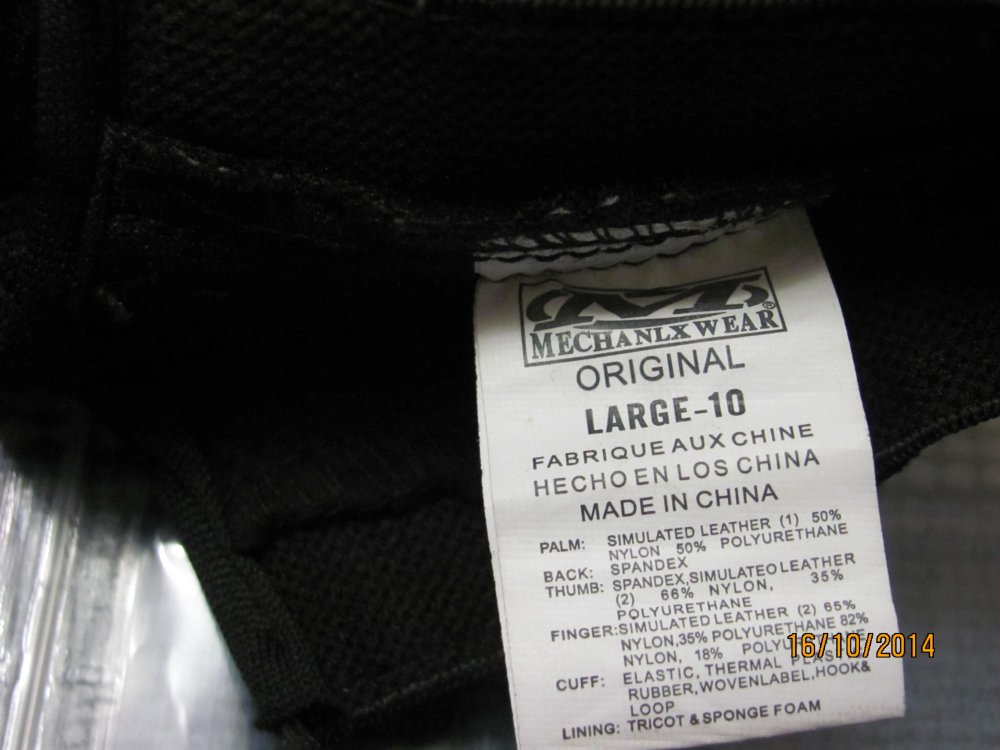 MECHANLX WEAR ®
ORIGINAL
LARGE-10
FABRIQUE AUX CHINE
HECHO EN LOS CHINA
MADE IN CHINA
PALM: SIMULATED LEATHER (1) 50%
NYLON 50% POLYURETHANE
BACK: SPANDEX
THUMB: SPANDEX,SIMULATEO LEATHER
(2) 66% NYLON, 35%
POLYURETHANE
FINGER:SIMULATED LEATHER (2) 65%
NYLON,35% POLYURETHANE 82%
NYLON, 18%
16/10/2014
CUFF: ELASTIC, THERMAL
RUBBER,WOVENLABEL,HOOK&
LOOP
LINING: TRICOT & SPONGE FOAM